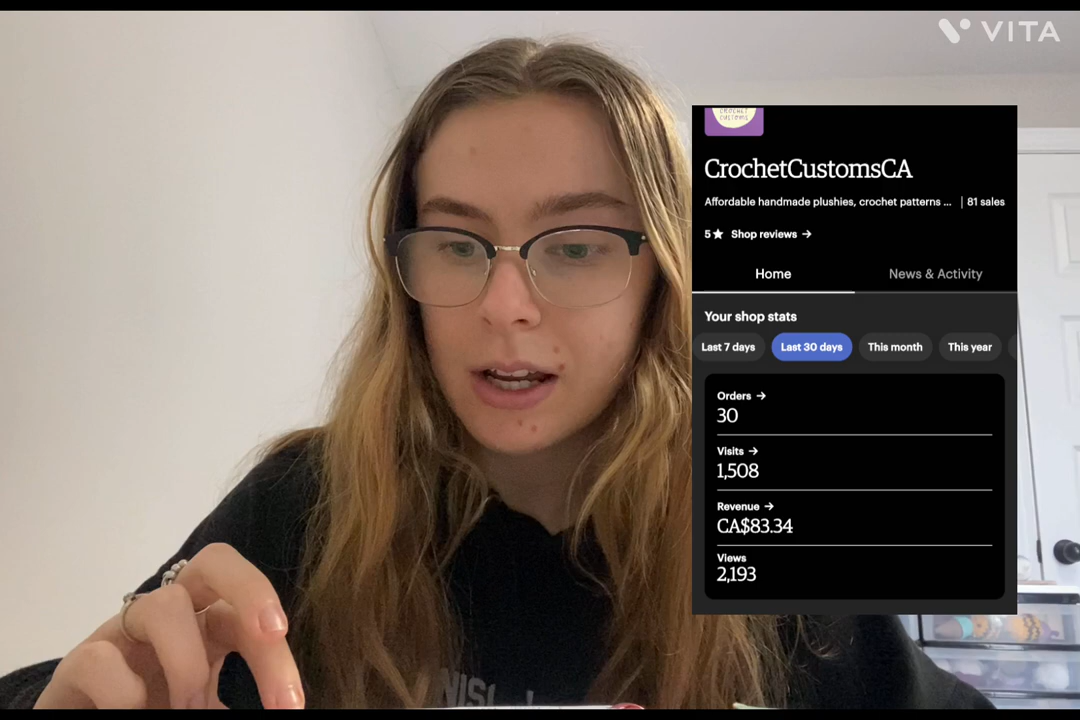 VITA
CROCHET
CUSTOMS
CrochetCustomsCA
Affordable handmade plushies, crochet patterns ... | 81 sales
5★ Shop reviews →
Home News & Activity
Your shop stats
Last 7 days Last 30 days This month This year
Orders →
30
Visits →
1,508
Revenue →
CA$83.34
Views
2,193